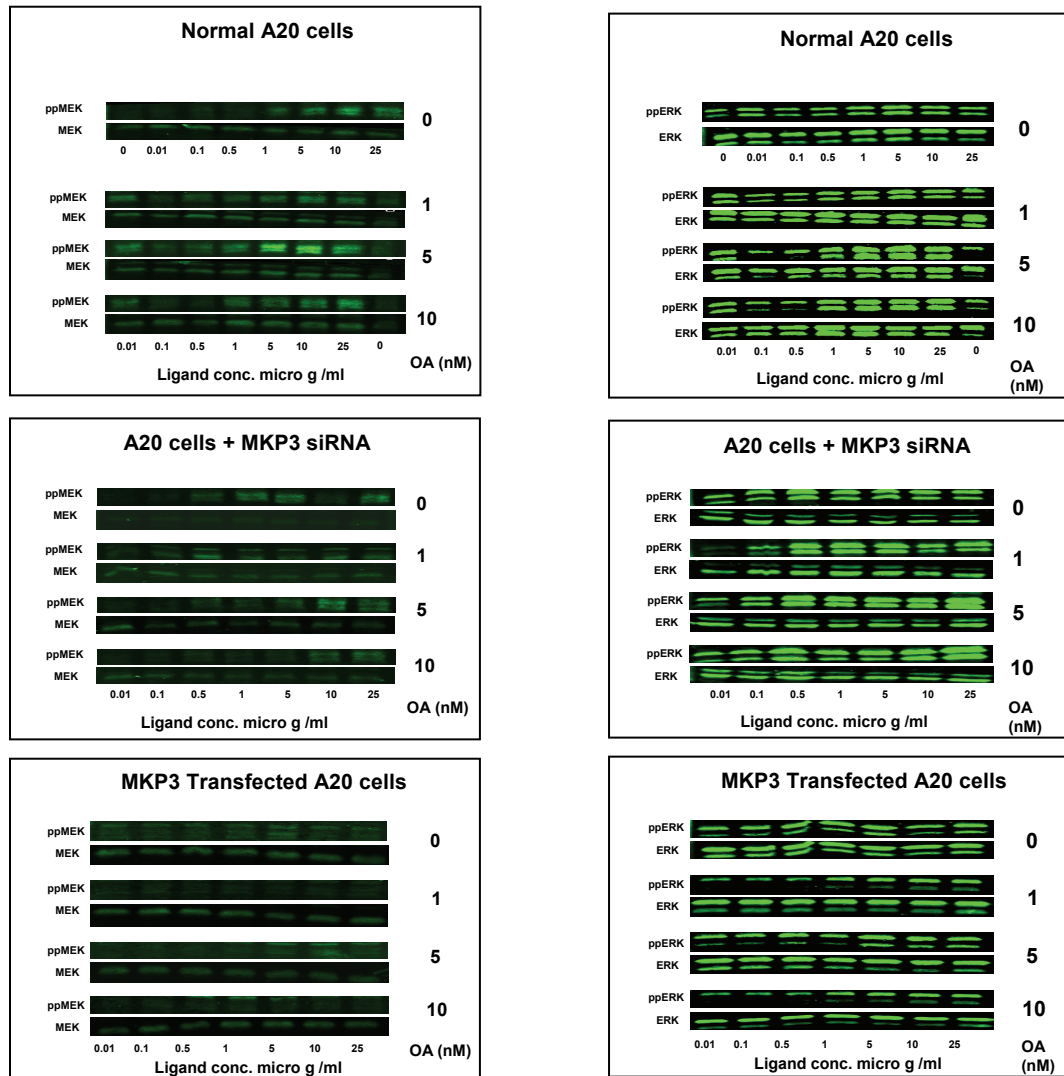 Normal A20 cells
ppMEK
MEK
0
0 0.01 0.1 0.5 1 5 10 25
ppMEK
MEK
1
ppMEK
MEK
5
ppMEK
MEK
10
0.01 0.1 0.5 1 5 10 25 0
OA (nM)
Ligand conc. micro g /ml
Normal A20 cells
ppERK
ERK
0
0 0.01 0.1 0.5 1 5 10 25
ppERK
ERK
1
ppERK
ERK
5
ppERK
ERK
10
0.01 0.1 0.5 1 5 10 25 0
OA
(nM)
Ligand conc. micro g /ml
A20 cells + MKP3 siRNA
ppMEK
MEK
0
ppMEK
MEK
1
ppMEK
MEK
5
ppMEK
MEK
10
0.01 0.1 0.5 1 5 10 25
OA (nM)
Ligand conc. micro g /ml
A20 cells + MKP3 siRNA
ppERK
ERK
0
ppERK
ERK
1
ppERK
ERK
5
ppERK
ERK
10
0.01 0.1 0.5 1 5 10 25
OA
(nM)
Ligand conc. micro g /ml
MKP3 Transfected A20 cells
ppMEK
MEK
0
ppMEK
MEK
1
ppMEK
MEK
5
ppMEK
MEK
10
0.01 0.1 0.5 1 5 10 25
OA (nM)
Ligand conc. micro g /ml
MKP3 Transfected A20 cells
ppERK
ERK
0
ppERK
ERK
1
ppERK
ERK
5
ppERK
ERK
10
0.01 0.1 0.5 1 5 10 25
OA
(nM)
Ligand conc. micro g /ml